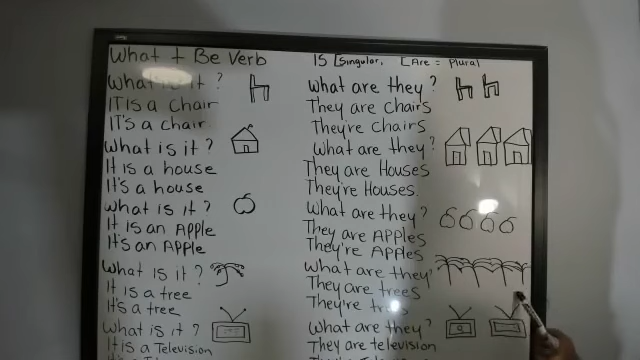 What + Be Verb
IS Singular, Are = Plural
What is it?
IT IS a Chair
IT'S a Chair
What is it?
It is a house
It's a house
What is it?
It is an Apple
It's an Apple
What is it?
It is a tree
It's a tree
What is it?
It is a Television
What are they?
They are chairs
They're chairs
What are they?
They are Houses
They're Houses.
What are they?
They are Apples
They're Apples
What are they?
They are trees
They're
What are they?
They are television